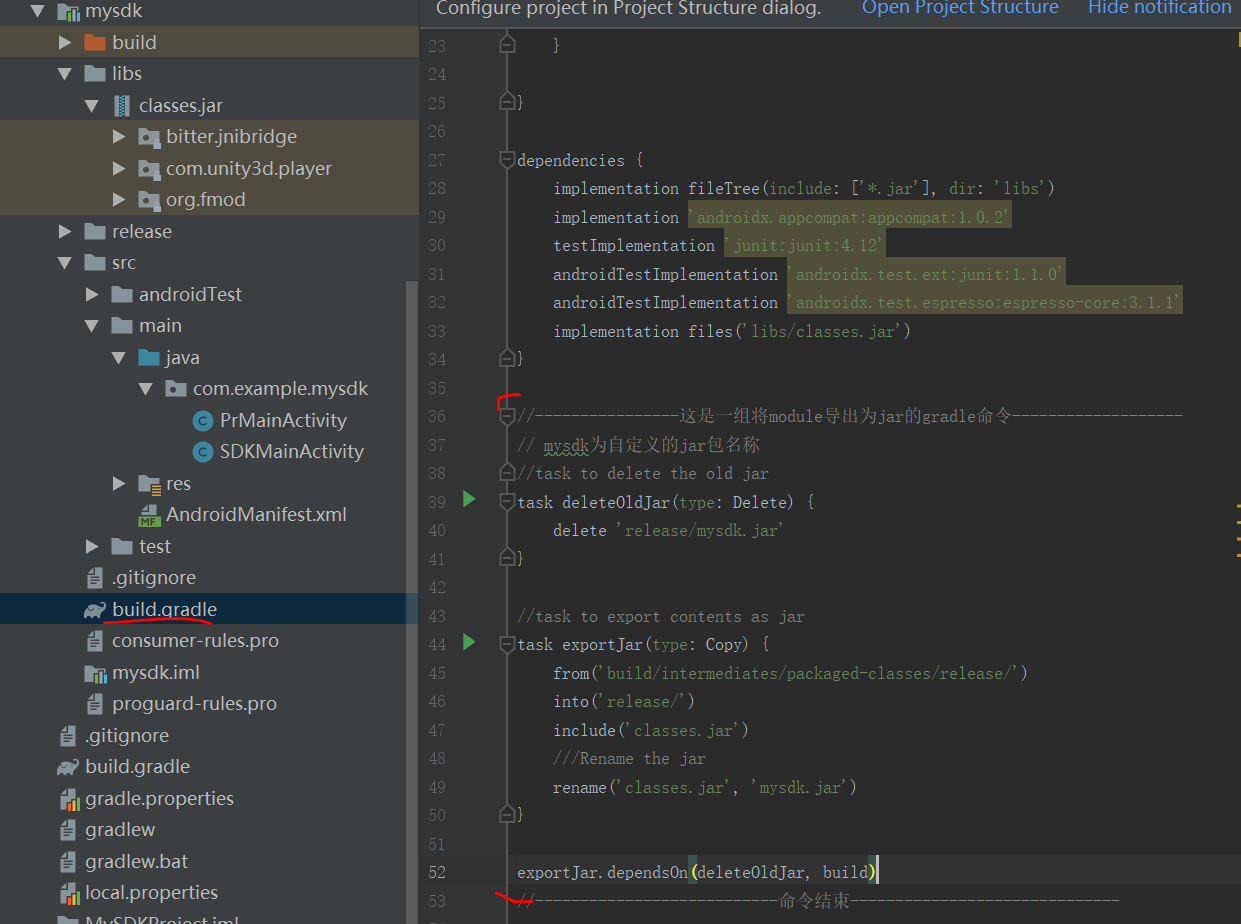 mysdk
build
libs
classes.jar
bitter.jnibridge
com.unity3d.player
org.fmod
release
src
androidTest
main
java
com.example.mysdk
PrMainActivity
SDKMainActivity
res
MF
AndroidManifest.xml
test
.gitignore
build.gradle
consumer-rules.pro
mysdk.iml
proguard-rules.pro
.gitignore
build.gradle
gradle.properties
gradlew
gradlew.bat
local.properties
MySDKProject.iml
Configure project in Project Structure dialog. Open Project Structure Hide notification
23 }
24
25 }
26
27 dependencies {
28 implementation fileTree(include: ['*.jar'], dir: 'libs')
29 implementation 'androidx.appcompat:appcompat:1.0.2'
30 testImplementation 'junit:junit:4.12'
31 androidTestImplementation 'androidx.test.ext:junit:1.1.0'
32 androidTestImplementation 'androidx.test.espresso:espresso-core:3.1.1'
33 implementation files('libs/classes.jar')
34 }
35
36 //----------------这是一组将module导出为jar的gradle命令-------------------
37 // mysdk为自定义的jar包名称
38 //task to delete the old jar
39 task deleteOldJar(type: Delete) {
40 delete 'release/mysdk.jar'
41 }
42
43 //task to export contents as jar
44 task exportJar(type: Copy) {
45 from('build/intermediates/packaged-classes/release/')
46 into('release/')
47 include('classes.jar')
48 ///Rename the jar
49 rename('classes.jar', 'mysdk.jar')
50 }
51
52 exportJar.dependsOn(deleteOldJar, build)
53 //---------------------------命令结束------------------------------